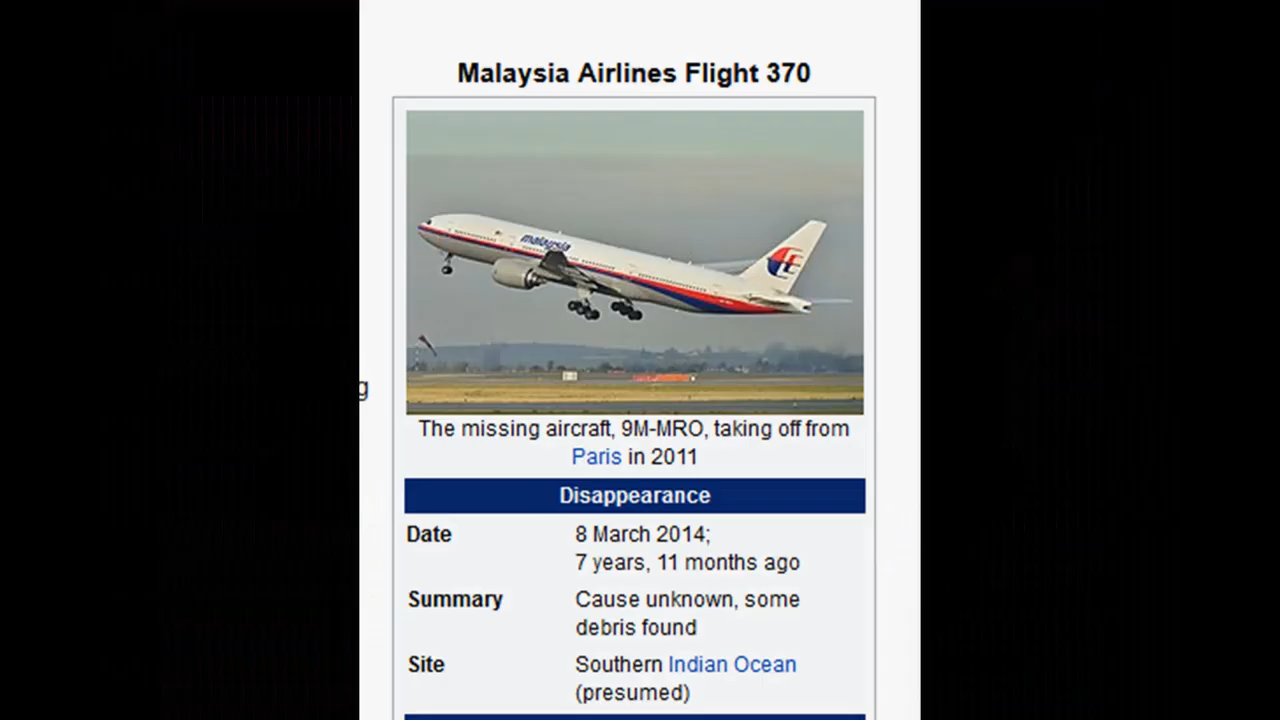 Malaysia Airlines Flight 370
malaysia
g
The missing aircraft, 9M-MRO, taking off from
Paris in 2011
Disappearance
Date 8 March 2014;
7 years, 11 months ago
Summary Cause unknown, some
debris found
Site Southern Indian Ocean
(presumed)